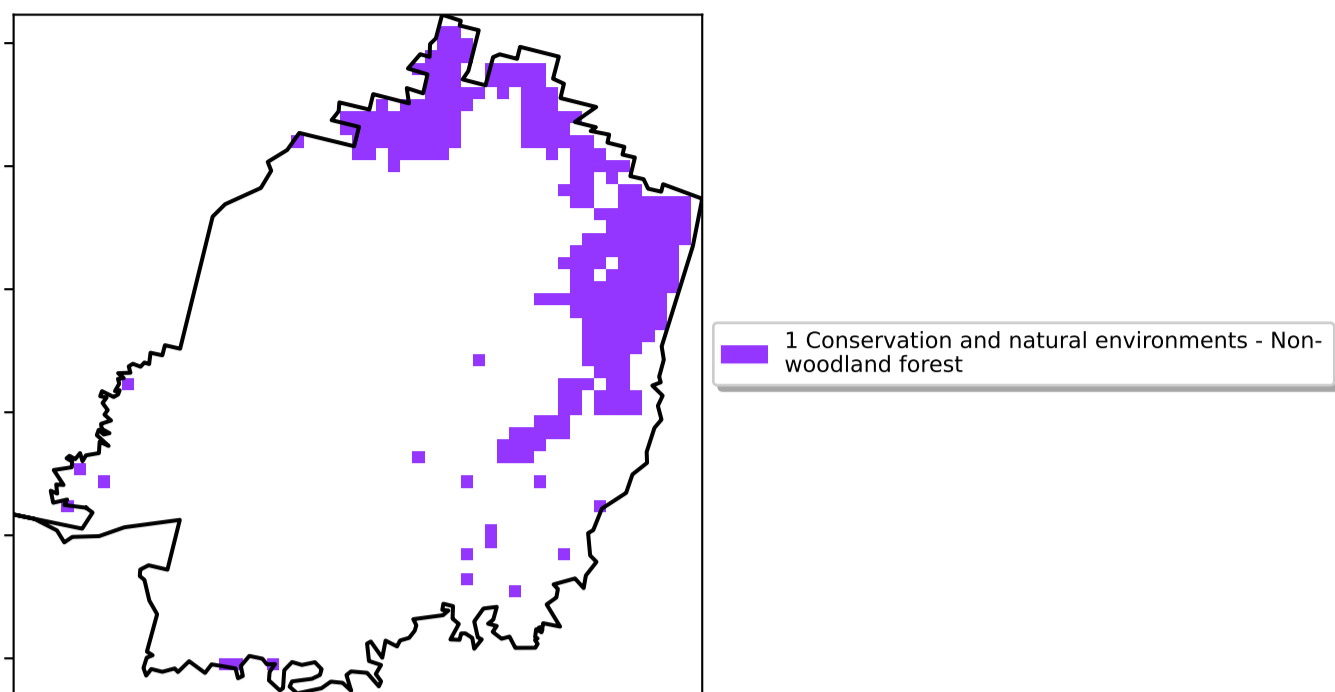 1 Conservation and natural environments - Non-
woodland forest